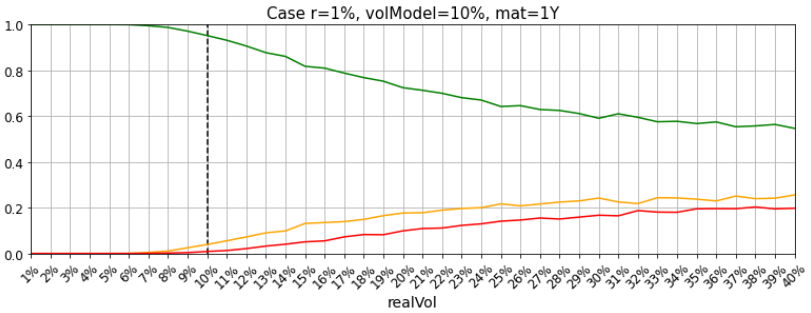 Case r=1%, volModel=10%, mat=1Y
1.0
0.8
0.6
0.4
0.2
0.0
1% 2% 3% 4% 5% 6% 7% 8% 9% 10% 11% 12% 13% 14% 15% 16% 17% 18% 19% 20% 21% 22% 23% 24% 25% 26% 27% 28% 29% 30% 31% 32% 33% 34% 35% 36% 37% 38% 39% 40%
realVol